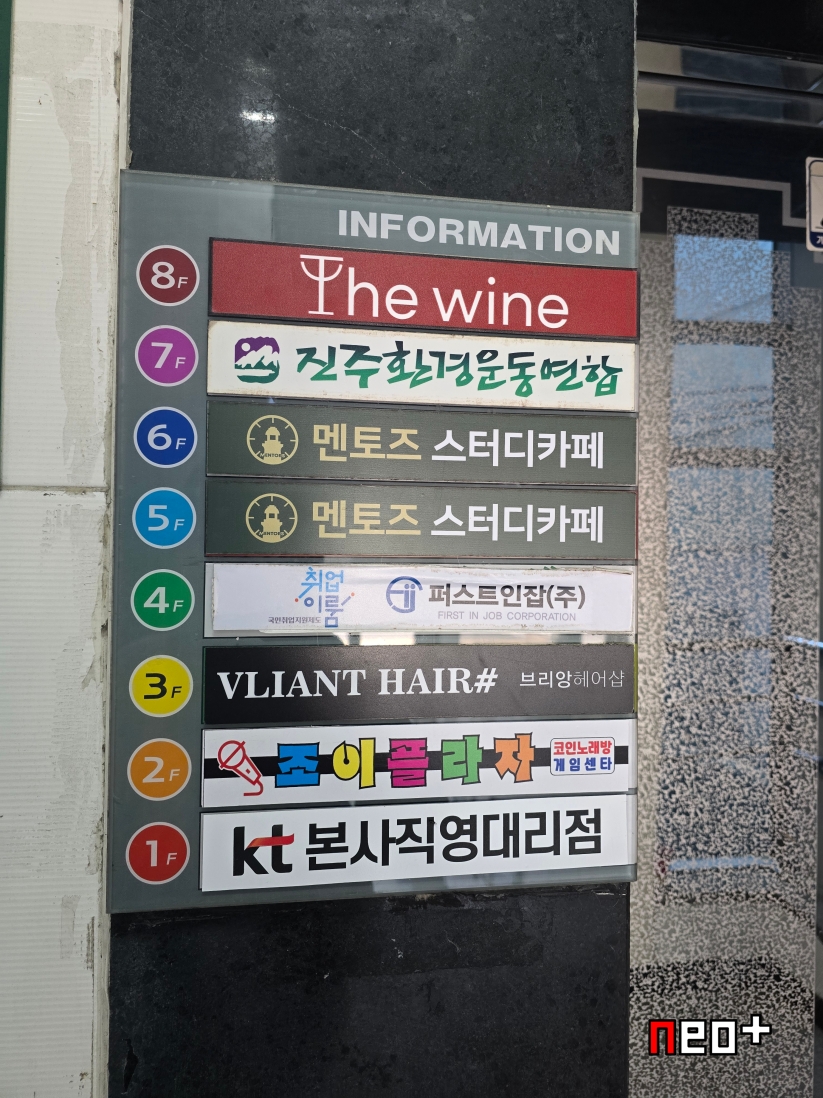 INFORMATION
8F The wine
7F 진주환경운동연합
6F MENTORS 멘토즈 스터디카페
5F MENTORS 멘토즈 스터디카페
4F 취업이룸 국민취업지원제도 퍼스트인잡(주) FIRST IN JOB CORPORATION
3F VLIANT HAIR# 브리앙헤어샵
2F 조이플라자 코인노래방 게임센타
1F kt 본사직영대리점
neo+